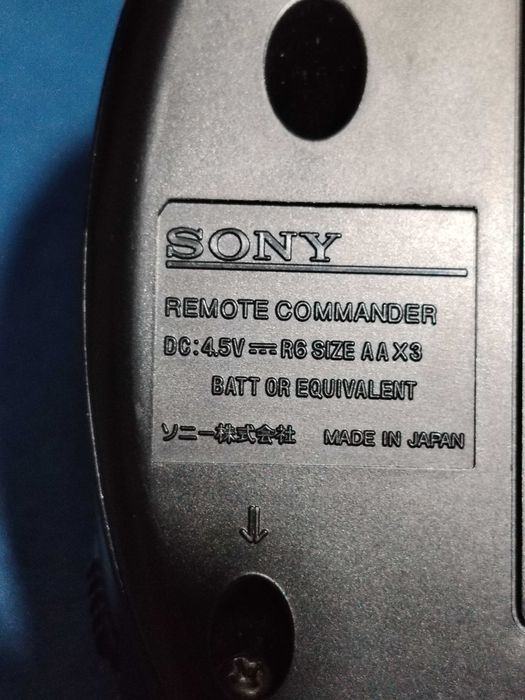 SONY
REMOTE COMMANDER
DC:4.5V ⎓ R6 SIZE AA X3
BATT OR EQUIVALENT
ソニー株式会社 MADE IN JAPAN